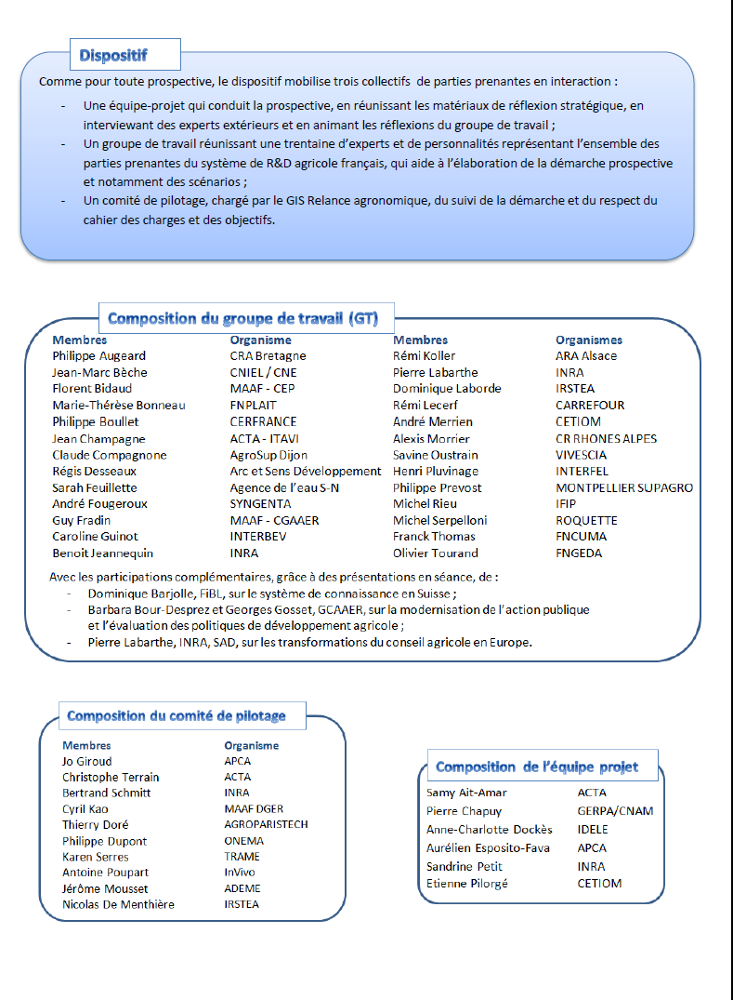 Dispositif
Comme pour toute prospective, le dispositif mobilise trois collectifs de parties prenantes en interaction :
- Une équipe-projet qui conduit la prospective, en réunissant les matériaux de réflexion stratégique, en
interviewant des experts extérieurs et en animant les réflexions du groupe de travail ;
- Un groupe de travail réunissant une trentaine d'experts et de personnalités représentant l'ensemble des
parties prenantes du système de R&D agricole français, qui aide à l'élaboration de la démarche prospective
et notamment des scénarios ;
- Un comité de pilotage, chargé par le GIS Relance agronomique, du suivi de la démarche et du respect du
cahier des charges et des objectifs.
Composition du groupe de travail (GT)
Membres Organisme Membres Organismes
Philippe Augeard CRA Bretagne Rémi Koller ARA Alsace
Jean-Marc Bèche CNIEL / CNE Pierre Labarthe INRA
Florent Bidaud MAAF - CEP Dominique Laborde IRSTEA
Marie-Thérèse Bonneau FNPLAIT Rémi Lecerf CARREFOUR
Philippe Boullet CERFRANCE André Merrien CETIOM
Jean Champagne ACTA - ITAVI Alexis Morrier CR RHONES ALPES
Claude Compagnone AgroSup Dijon Savine Oustrain VIVESCIA
Régis Desseaux Arc et Sens Développement Henri Pluvinage INTERFEL
Sarah Feuillette Agence de l'eau S-N Philippe Prevost MONTPELLIER SUPAGRO
André Fougeroux SYNGENTA Michel Rieu IFIP
Guy Fradin MAAF - CGAAER Michel Serpelloni ROQUETTE
Caroline Guinot INTERBEV Franck Thomas FNCUMA
Benoit Jeannequin INRA Olivier Tourand FNGEDA
Avec les participations complémentaires, grâce à des présentations en séance, de :
- Dominique Barjolle, FiBL, sur le système de connaissance en Suisse ;
- Barbara Bour-Desprez et Georges Gosset, GCAAER, sur la modernisation de l'action publique
et l'évaluation des politiques de développement agricole ;
- Pierre Labarthe, INRA, SAD, sur les transformations du conseil agricole en Europe.
Composition du comité de pilotage
Membres Organisme
Jo Giroud APCA
Christophe Terrain ACTA
Bertrand Schmitt INRA
Cyril Kao MAAF DGER
Thierry Doré AGROPARISTECH
Philippe Dupont ONEMA
Karen Serres TRAME
Antoine Poupart InVivo
Jérôme Mousset ADEME
Nicolas De Menthière IRSTEA
Composition de l'équipe projet
Samy Ait-Amar ACTA
Pierre Chapuy GERPA/CNAM
Anne-Charlotte Dockès IDELE
Aurélien Esposito-Fava APCA
Sandrine Petit INRA
Etienne Pilorgé CETIOM